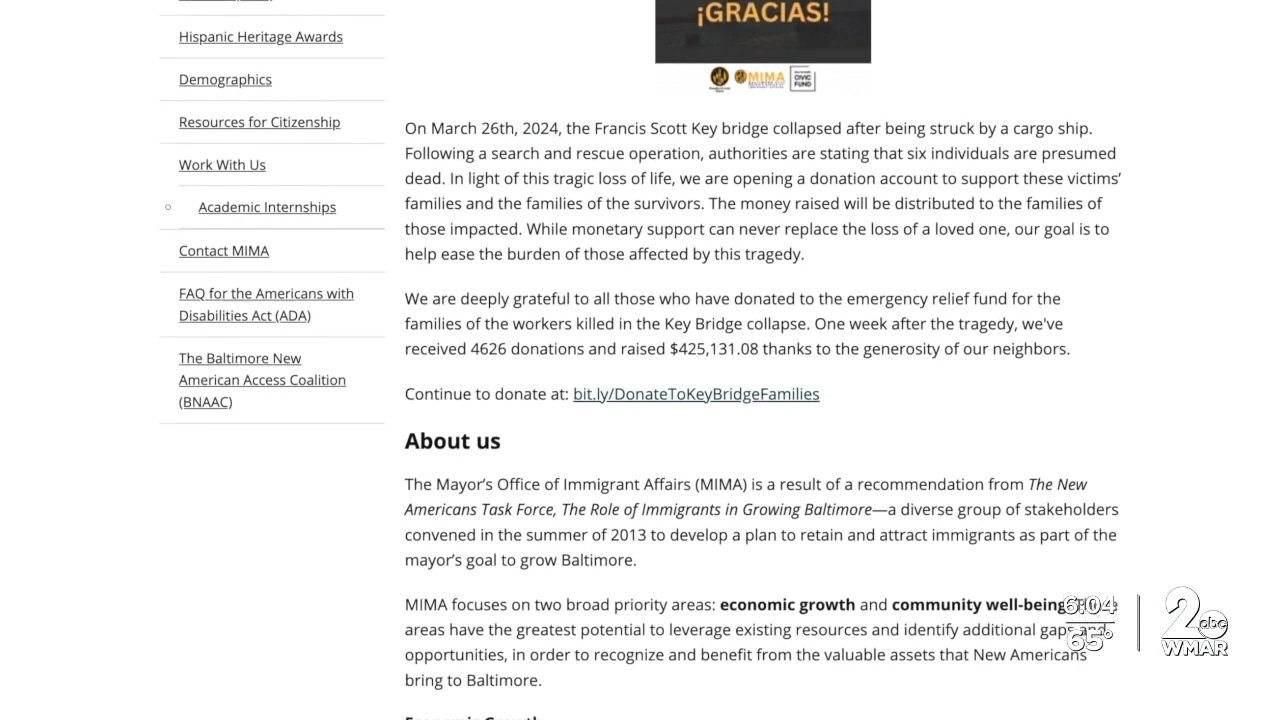 Hispanic Heritage Awards
Demographics
Resources for Citizenship
Work With Us
Academic Internships
Contact MIMA
FAQ for the Americans with
Disabilities Act (ADA)
The Baltimore New
American Access Coalition
(BNAAC)
¡GRACIAS!
MIMA
CIVIC
FUND
On March 26th, 2024, the Francis Scott Key bridge collapsed after being struck by a cargo ship.
Following a search and rescue operation, authorities are stating that six individuals are presumed
dead. In light of this tragic loss of life, we are opening a donation account to support these victims’
families and the families of the survivors. The money raised will be distributed to the families of
those impacted. While monetary support can never replace the loss of a loved one, our goal is to
help ease the burden of those affected by this tragedy.
We are deeply grateful to all those who have donated to the emergency relief fund for the
families of the workers killed in the Key Bridge collapse. One week after the tragedy, we've
received 4626 donations and raised $425,131.08 thanks to the generosity of our neighbors.
Continue to donate at: bit.ly/DonateToKeyBridgeFamilies
About us
The Mayor’s Office of Immigrant Affairs (MIMA) is a result of a recommendation from The New
Americans Task Force, The Role of Immigrants in Growing Baltimore—a diverse group of stakeholders
convened in the summer of 2013 to develop a plan to retain and attract immigrants as part of the
mayor’s goal to grow Baltimore.
MIMA focuses on two broad priority areas: economic growth and community well-being
areas have the greatest potential to leverage existing resources and identify additional gaps and
opportunities, in order to recognize and benefit from the valuable assets that New Americans
bring to Baltimore.
Economic Growth
6:04
65°
2
abc
WMAR